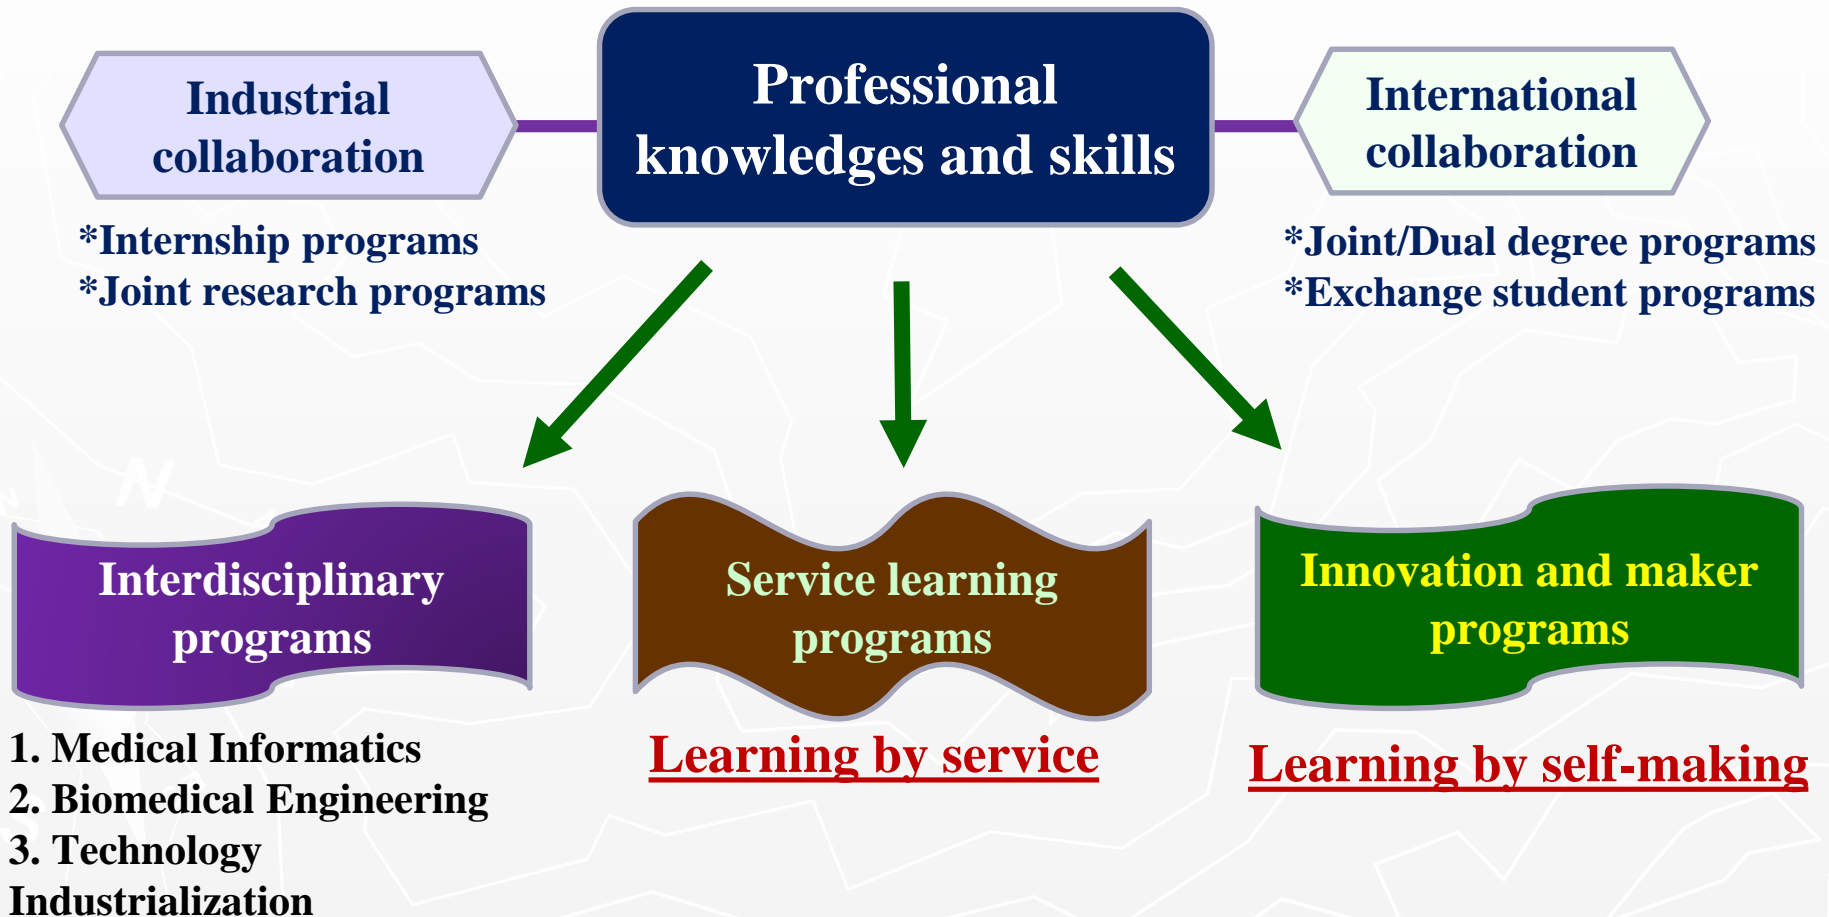 Industrial
collaboration
*Internship programs
*Joint research programs
Professional
knowledges and skills
International
collaboration
*Joint/Dual degree programs
*Exchange student programs
N
N
S
Interdisciplinary
programs
1. Medical Informatics
2. Biomedical Engineering
3. Technology
Industrialization
Service learning
programs
Learning by service
Innovation and maker
programs
Learning by self-making